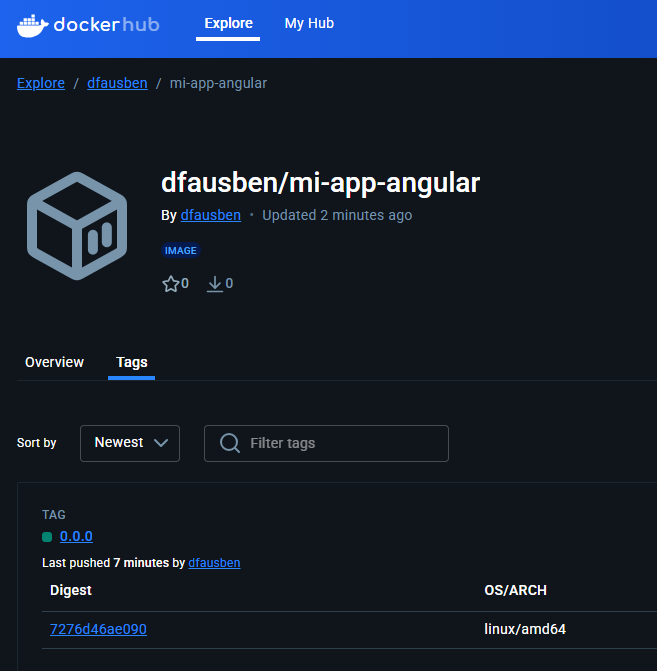 dockerhub Explore My Hub
Explore / dfausben / mi-app-angular
dfausben/mi-app-angular
By dfausben • Updated 2 minutes ago
IMAGE
0 0
Overview Tags
Sort by Newest Filter tags
TAG
0.0.0
Last pushed 7 minutes by dfausben
Digest OS/ARCH
7276d46ae090 linux/amd64